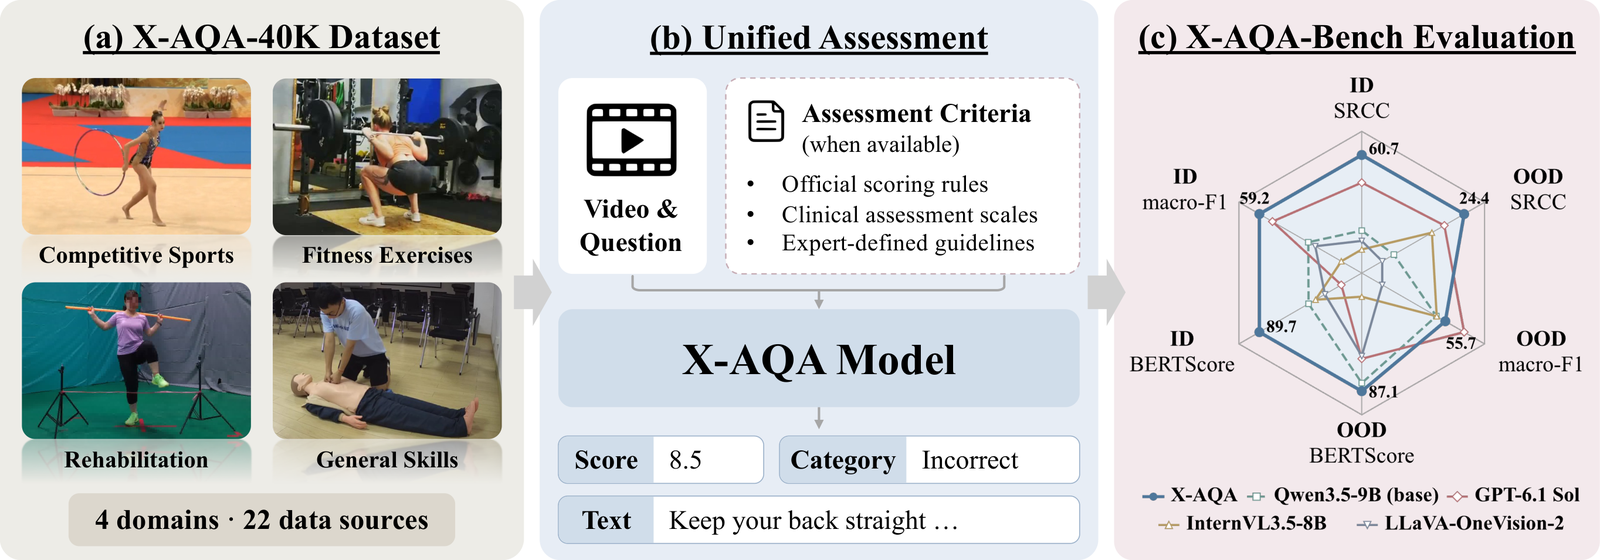 (a) X-AQA-40K Dataset
Competitive Sports
Fitness Exercises
Rehabilitation
General Skills
4 domains · 22 data sources
(b) Unified Assessment
Video &
Question
Assessment Criteria
(when available)
• Official scoring rules
• Clinical assessment scales
• Expert-defined guidelines
X-AQA Model
Score 8.5
Category Incorrect
Text Keep your back straight …
(c) X-AQA-Bench Evaluation
ID
SRCC
60.7
OOD
SRCC
24.4
OOD
macro-F1
55.7
OOD
BERTScore
87.1
ID
BERTScore
89.7
ID
macro-F1
59.2
X-AQA Qwen3.5-9B (base) GPT-6.1 Sol
InternVL3.5-8B LLaVA-OneVision-2